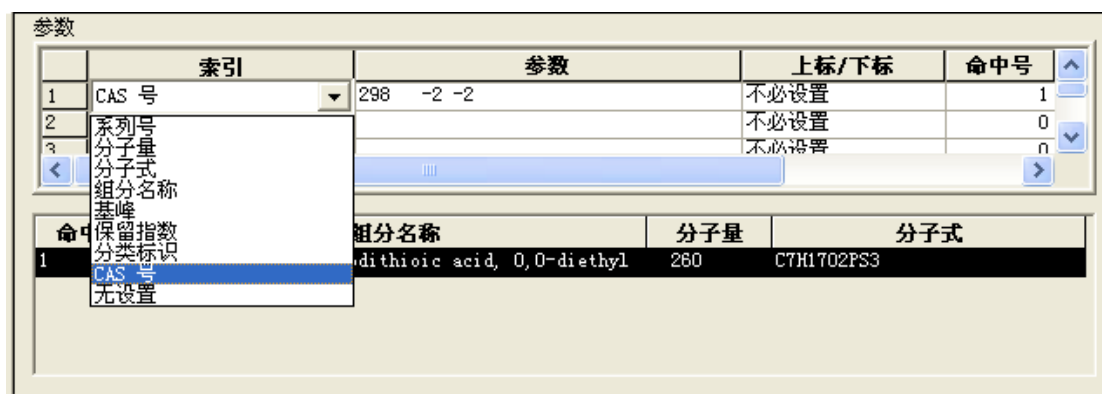 参数
索引 参数 上标/下标 命中号
1 CAS 号 298 -2 -2 不必设置 1
2 不必设置 0
3 不必设置 0
系列号
分子量
分子式
组分名称
基峰
保留指数
分类标识
CAS 号
无设置
命中 组分名称 分子量 分子式
1 dithioic acid, O,O-diethyl 260 C7H17O2PS3